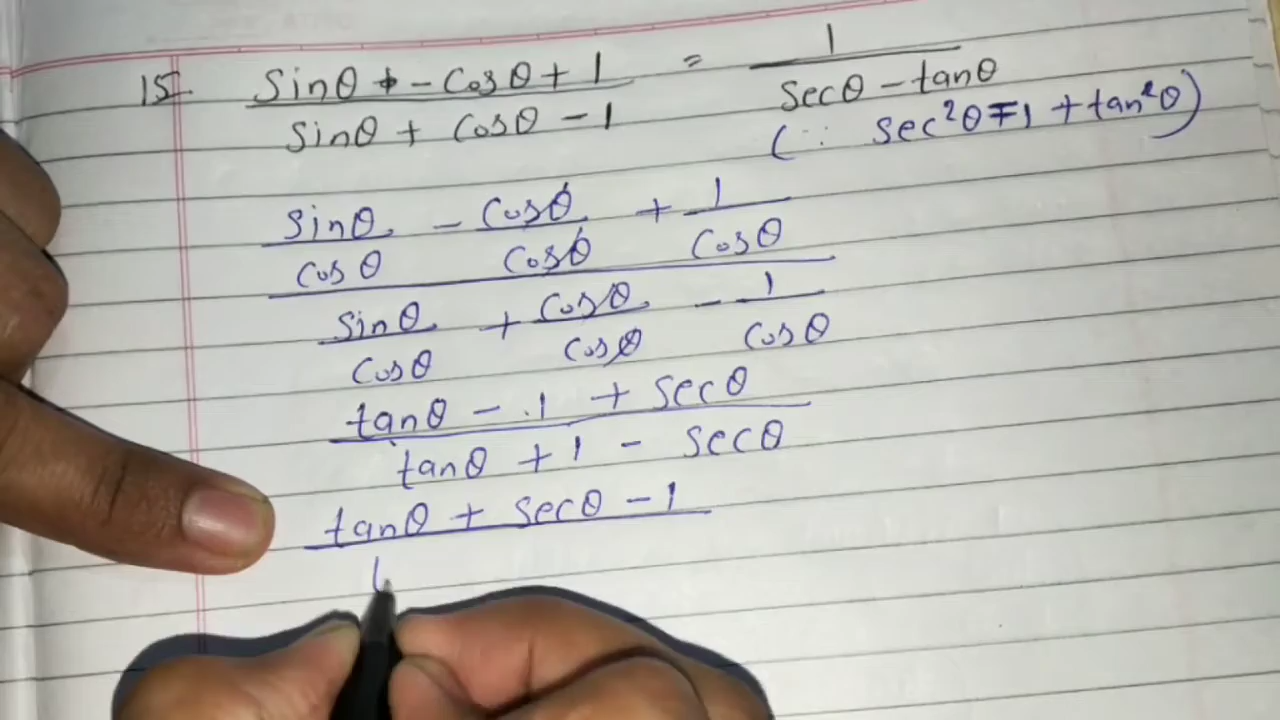 15. sinθ + - cosθ + 1 / sinθ + cosθ - 1 = 1 / secθ - tanθ
(∵ sec²θ = 1 + tan²θ)
sinθ / cosθ - cosθ / cosθ + 1 / cosθ
sinθ / cosθ + cosθ / cosθ - 1 / cosθ
tanθ - 1 + secθ
tanθ + 1 - secθ
tanθ + secθ - 1